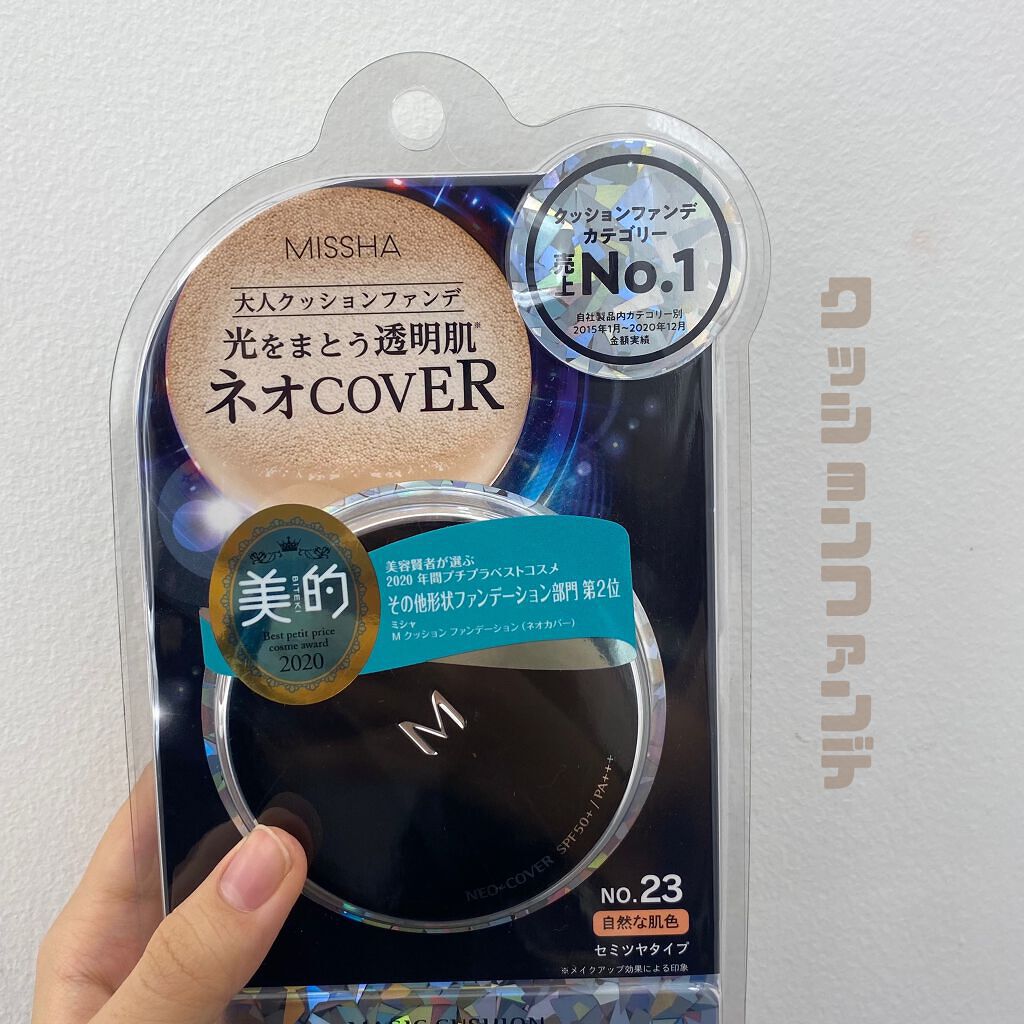 MISSHA
大人クッションファンデ
光をまとう透明肌※
ネオCOVER
クッションファンデ
カテゴリー
売上No.1
自社製品内カテゴリー別
2015年1月~2020年12月
金額実績
クッションファンデ
美的
BITEKI
Best petit price
cosme award
2020
美容賢者が選ぶ
2020 年間プチプラベストコスメ
その他形状ファンデーション部門 第2位
ミシャ
M クッション ファンデーション (ネオカバー)
M
NEO-COVER SPF50+ / PA+++
NO.23
自然な肌色
セミツヤタイプ
※メイクアップ効果による印象
MAGIC CUSHION